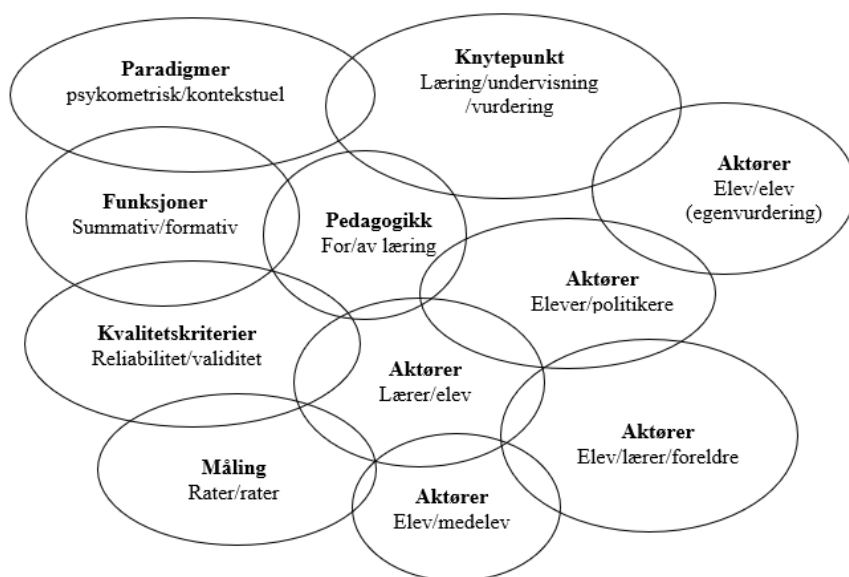 Paradigmer
psykometrisk/kontekstuel
Knytepunkt
Læring/undervisning
/vurdering
Aktører
Elev/elev
(egenvurdering)
Funksjoner
Summativ/formativ
Pedagogikk
For/av læring
Aktører
Elever/politikere
Kvalitetskriterier
Reliabilitet/validitet
Aktører
Lærer/elev
Aktører
Elev/lærer/foreldre
Måling
Rater/rater
Aktører
Elev/medelev